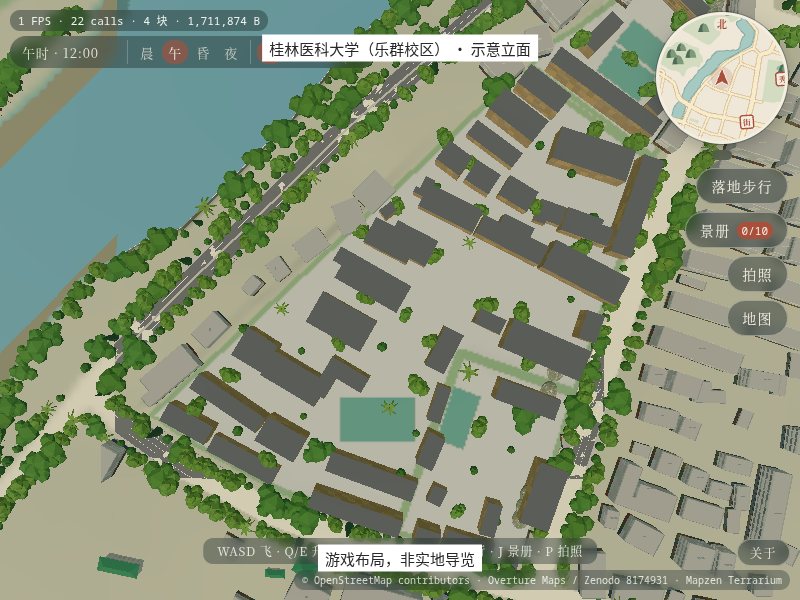 1 FPS · 22 calls · 4 块 · 1,711,874 B
午时 · 12:00
晨 午 昏 夜
桂林医科大学（乐群校区）· 示意立面
北
街
落地步行
景册 0/10
拍照
地图
WASD 飞 · Q/E
J 景册 · P 拍照
游戏布局，非实地导览
关于
© OpenStreetMap contributors · Overture Maps / Zenodo 8174931 · Mapzen Terrarium